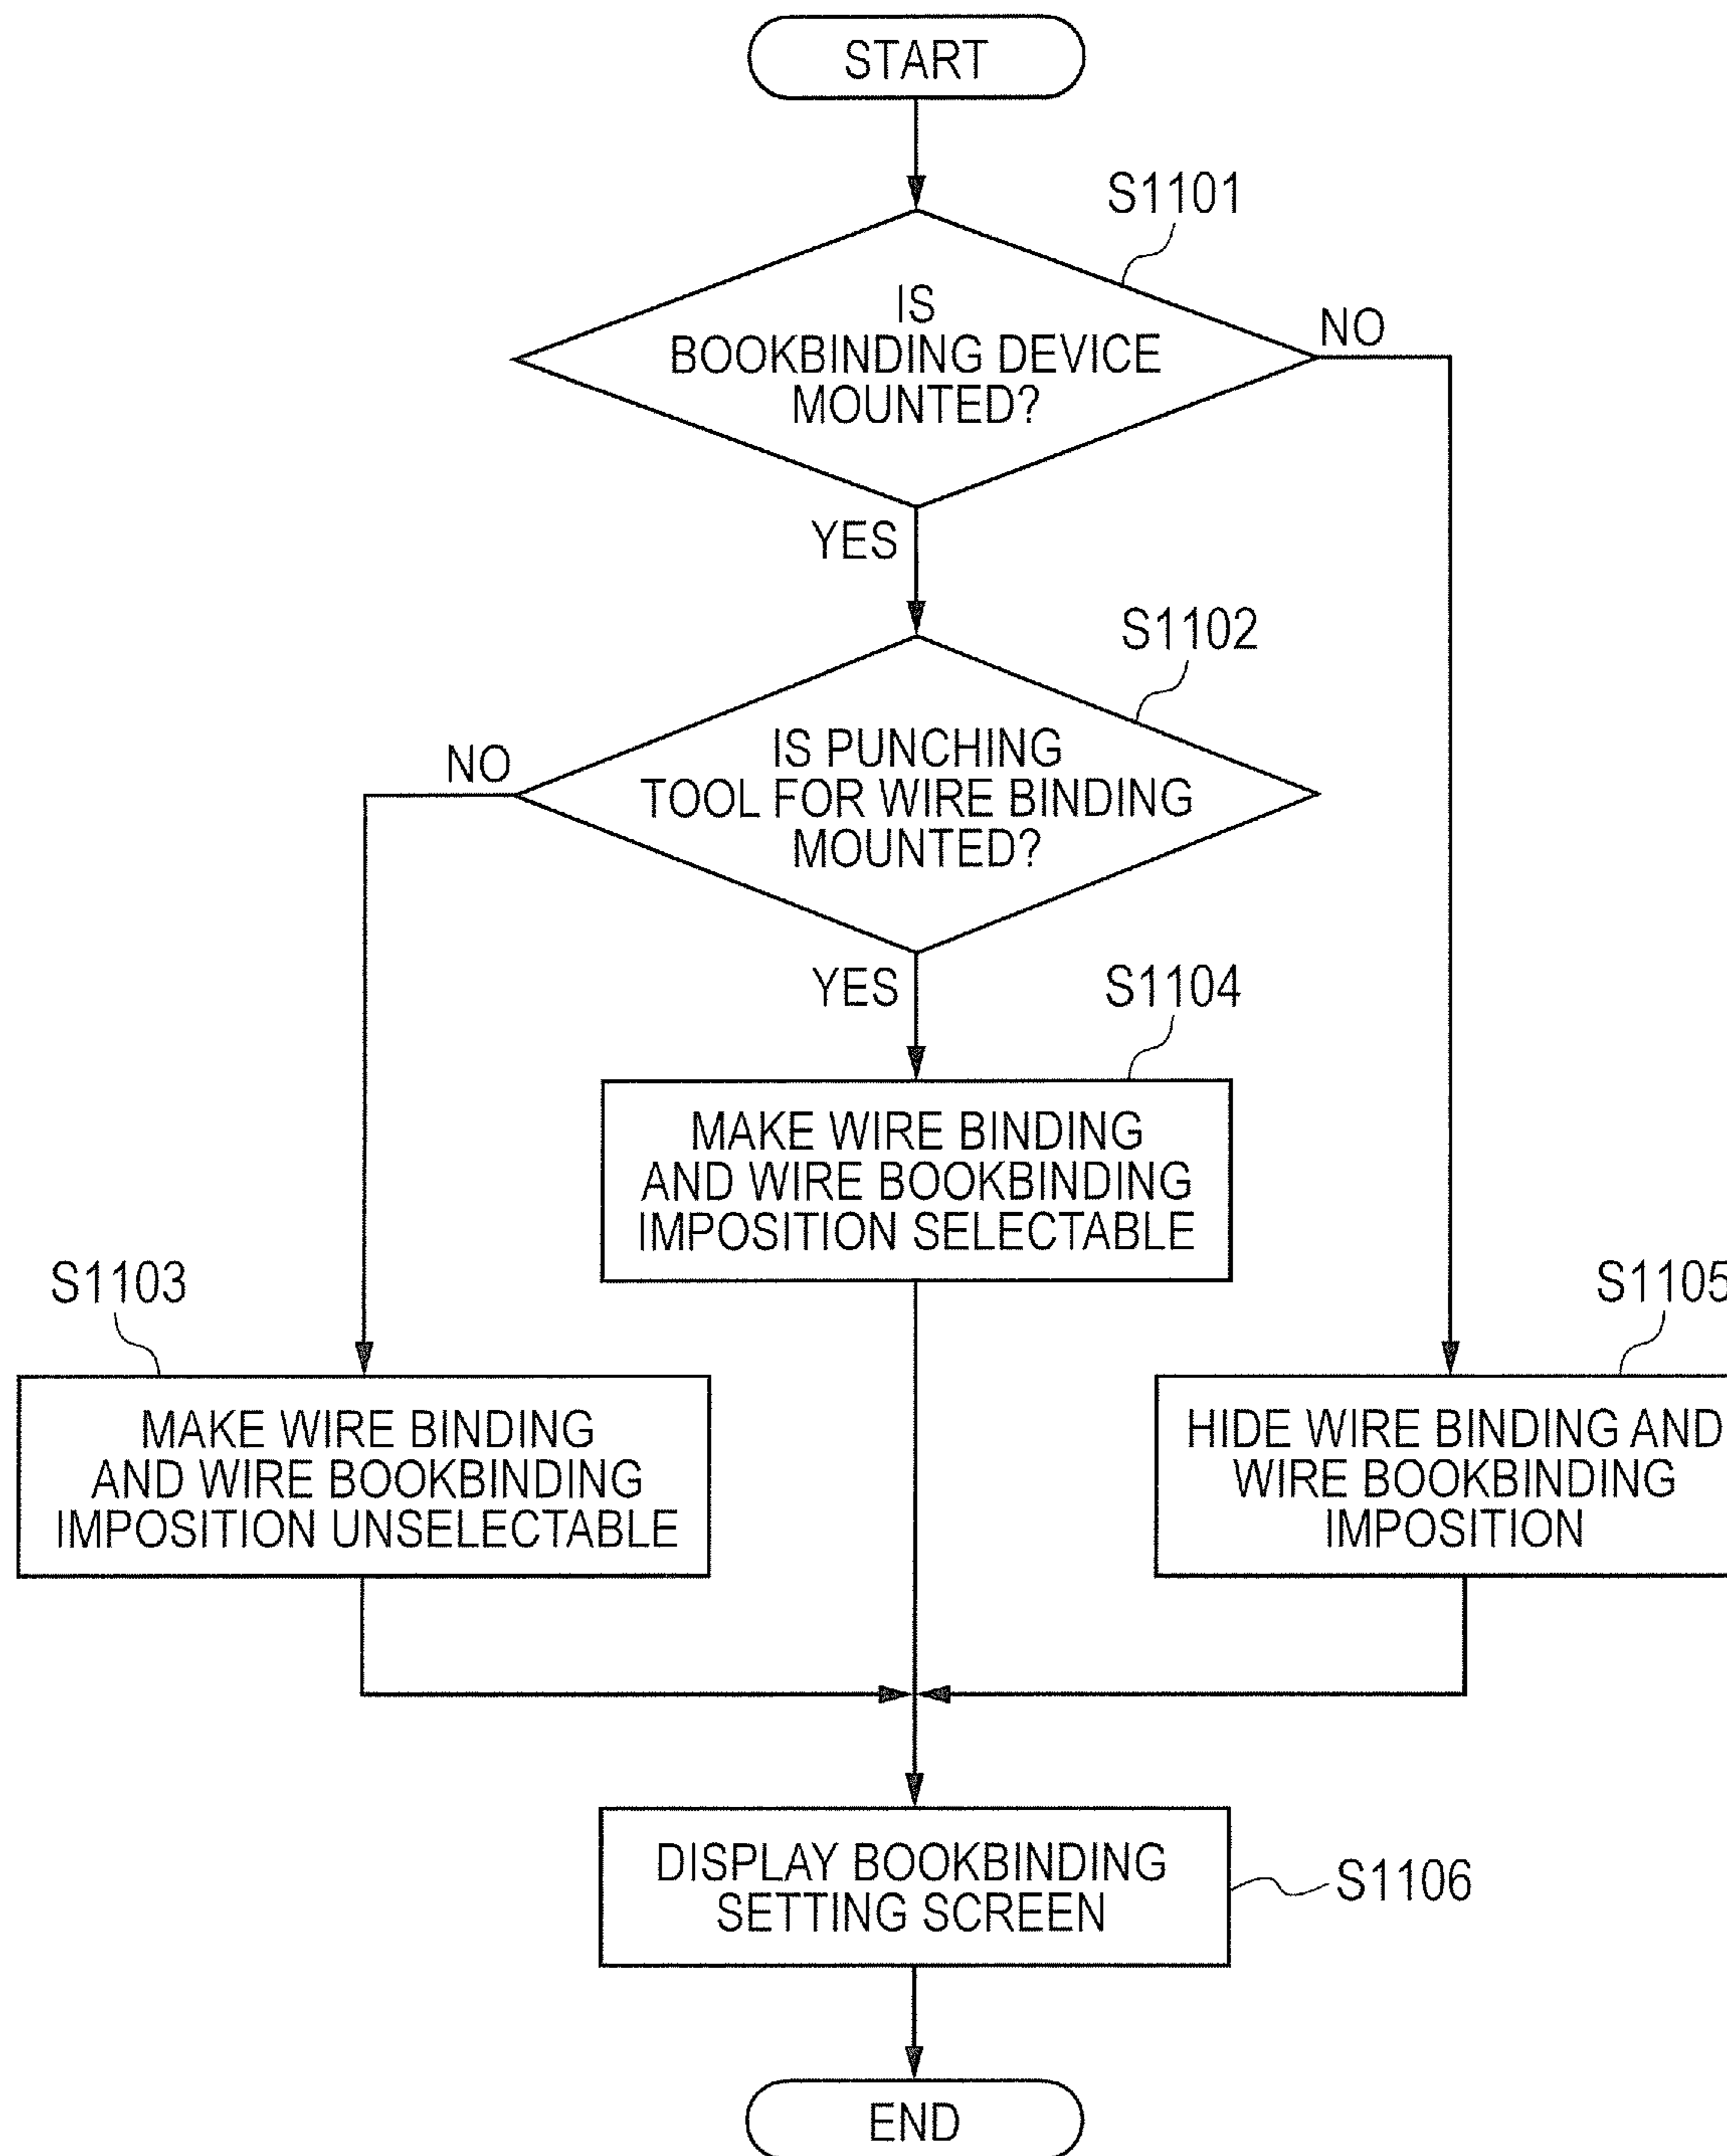 START
S1101
IS
BOOKBINDING DEVICE
MOUNTED?
NO
YES
S1102
IS PUNCHING
TOOL FOR WIRE BINDING
MOUNTED?
NO
YES
S1104
MAKE WIRE BINDING
AND WIRE BOOKBINDING
IMPOSITION SELECTABLE
S1103
MAKE WIRE BINDING
AND WIRE BOOKBINDING
IMPOSITION UNSELECTABLE
S1105
HIDE WIRE BINDING AND
WIRE BOOKBINDING
IMPOSITION
DISPLAY BOOKBINDING
SETTING SCREEN
S1106
END